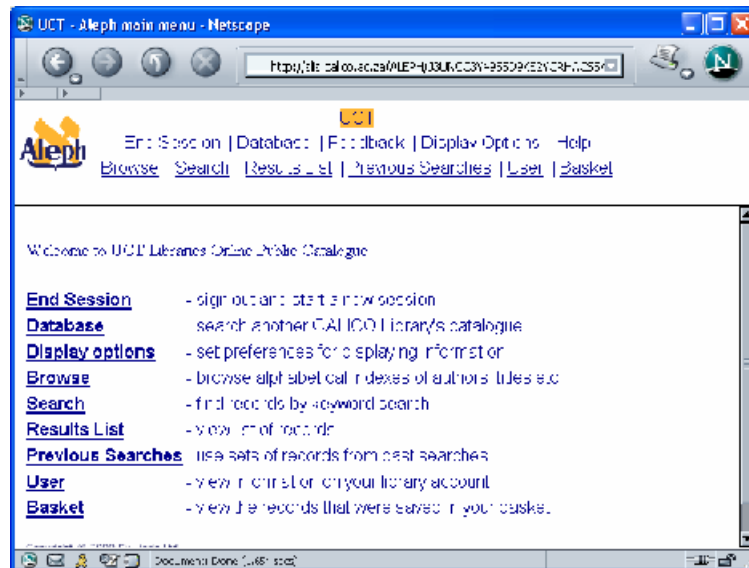 UCT - Aleph main menu - Netscape
UCT
Aleph
End Session | Database | Feedback | Display Options Help
Browse Search Results List | Previous Searches | User | Basket
Welcome to UCT Libraries Online Public Catalogue
End Session - sign out and start a new session
Database search another CALICO Library's catalogue
Display options - set preferences for displaying information
Browse - browse alphabetical indexes of authors, titles etc
Search - find records by keyword search
Results List - view list of records
Previous Searches use sets of records from past searches
User - view information on your library account
Basket - view the records that were saved in your basket
Document: Done